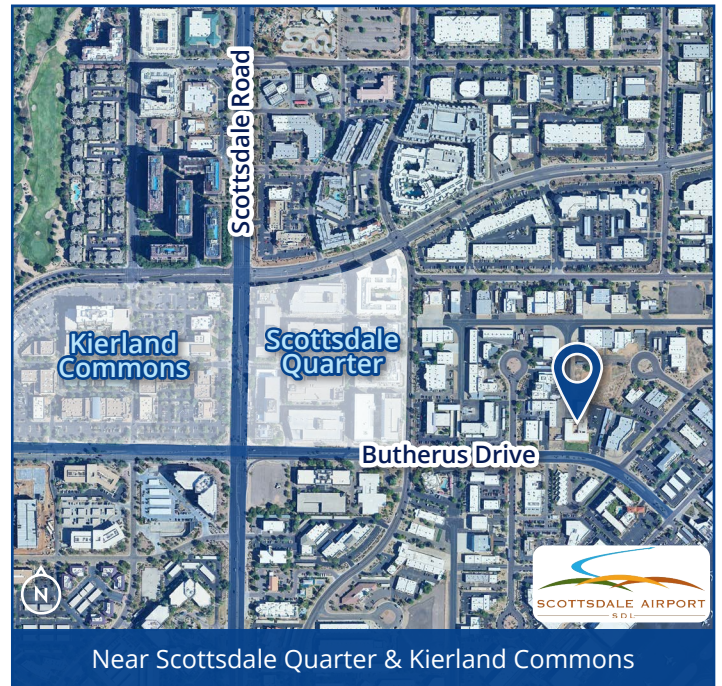 Scottsdale Road
Kierland
Commons
Scottsdale
Quarter
Butherus Drive
N
SCOTTSDALE AIRPORT
SDL
Near Scottsdale Quarter & Kierland Commons